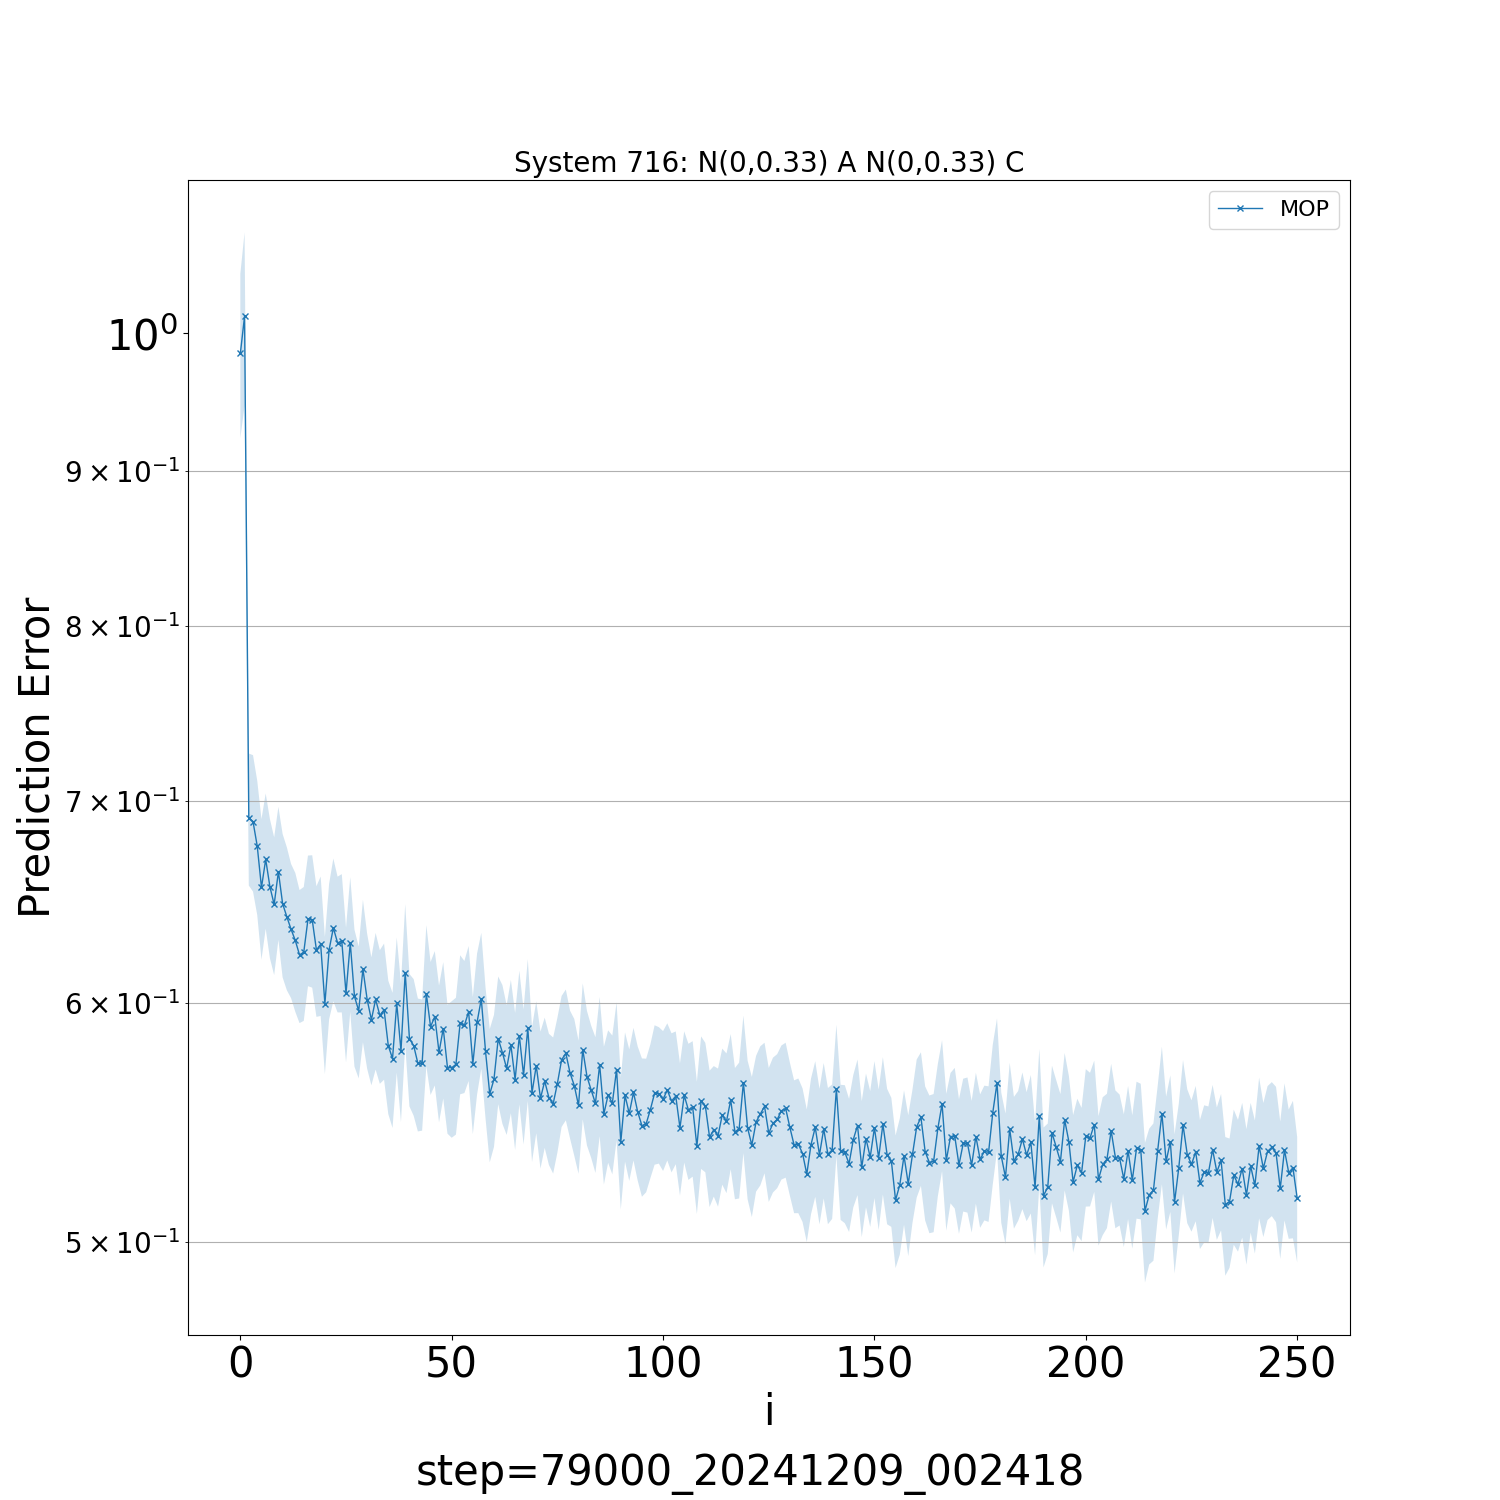 System 716: N(0,0.33) A N(0,0.33) C
MOP
10⁰
9 × 10⁻¹
8 × 10⁻¹
7 × 10⁻¹
6 × 10⁻¹
5 × 10⁻¹
Prediction Error
0 50 100 150 200 250
i
step=79000_20241209_002418